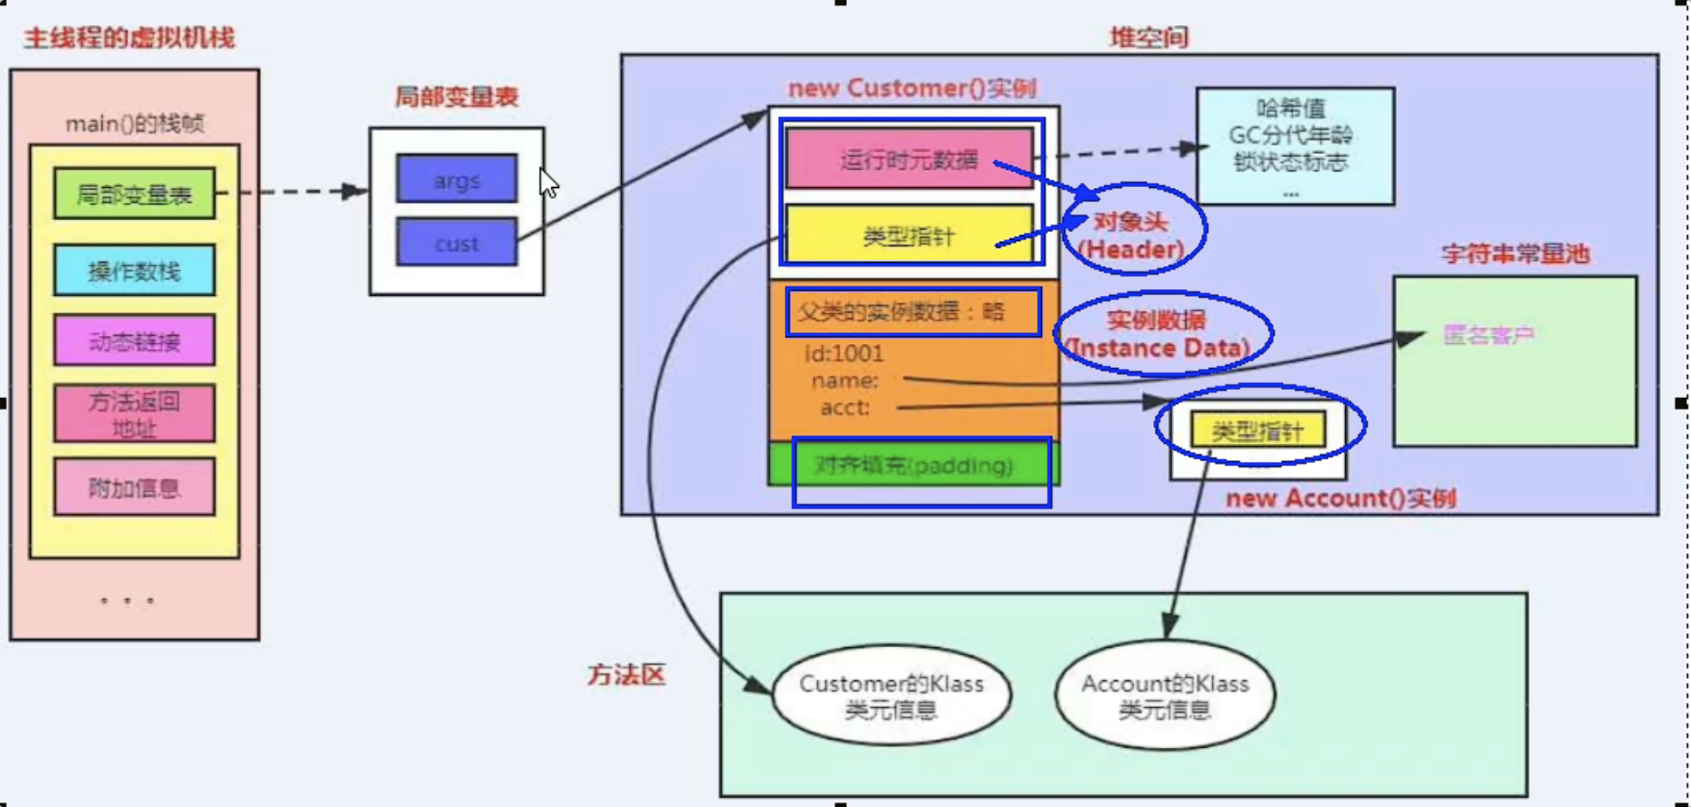 主线程的虚拟机栈
main()的栈帧
局部变量表
操作数栈
动态链接
方法返回
地址
附加信息
. . .
局部变量表
args
cust
堆空间
new Customer()实例
运行时元数据
类型指针
哈希值
GC分代年龄
锁状态标志
...
对象头
(Header)
父类的实例数据：略
id:1001
name:
acct:
实例数据
(Instance Data)
对齐填充(padding)
字符串常量池
匿名客户
类型指针
new Account()实例
方法区
Customer的Klass
类元信息
Account的Klass
类元信息